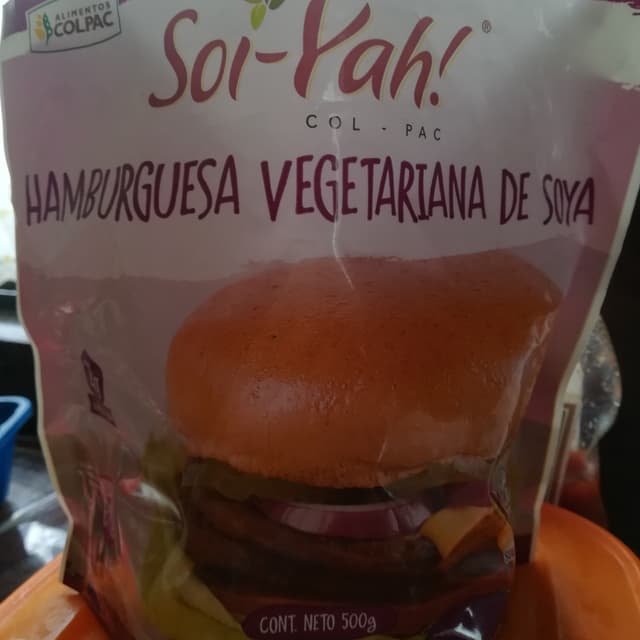 ALIMENTOS
COLPAC
Soi-Yah!®
COL - PAC
HAMBURGUESA VEGETARIANA DE SOYA
CONT. NETO 500g